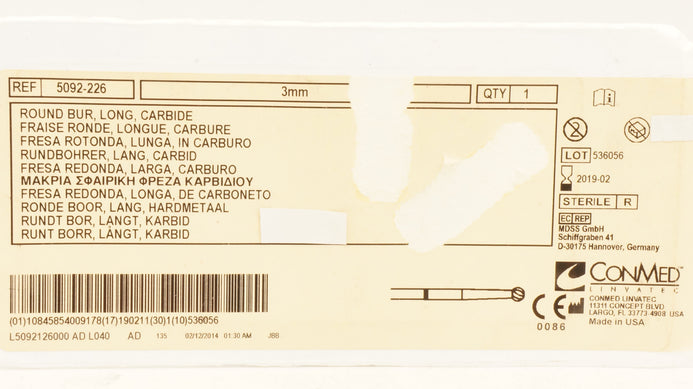 REF 5092-226 3mm QTY 1
ROUND BUR, LONG, CARBIDE
FRAISE RONDE, LONGUE, CARBURE
FRESA ROTONDA, LUNGA, IN CARBURO
RUNDBOHRER, LANG, CARBID
FRESA REDONDA, LARGA, CARBURO
ΜΑΚΡΙΑ ΣΦΑΙΡΙΚΗ ΦΡΕΖΑ ΚΑΡΒΙΔΙΟΥ
FRESA REDONDA, LONGA, DE CARBONETO
RONDE BOOR, LANG, HARDMETAAL
RUNDT BOR, LANGT, KARBID
RUNT BORR, LÅNGT, KARBID
2
LOT 536056
2019-02
STERILE R
EC REP
MDSS GmbH
Schiffgraben 41
D-30175 Hannover, Germany
CONMED
LINVATEC
CONMED LINVATEC
11311 CONCEPT BLVD
LARGO, FL 33773-4908 USA
Made in USA
CE
0086
(01)10845854009178(17)190211(30)1(10)536056
L5092126000 AD L040 AD 135 02/12/2014 01:30 AM JBB